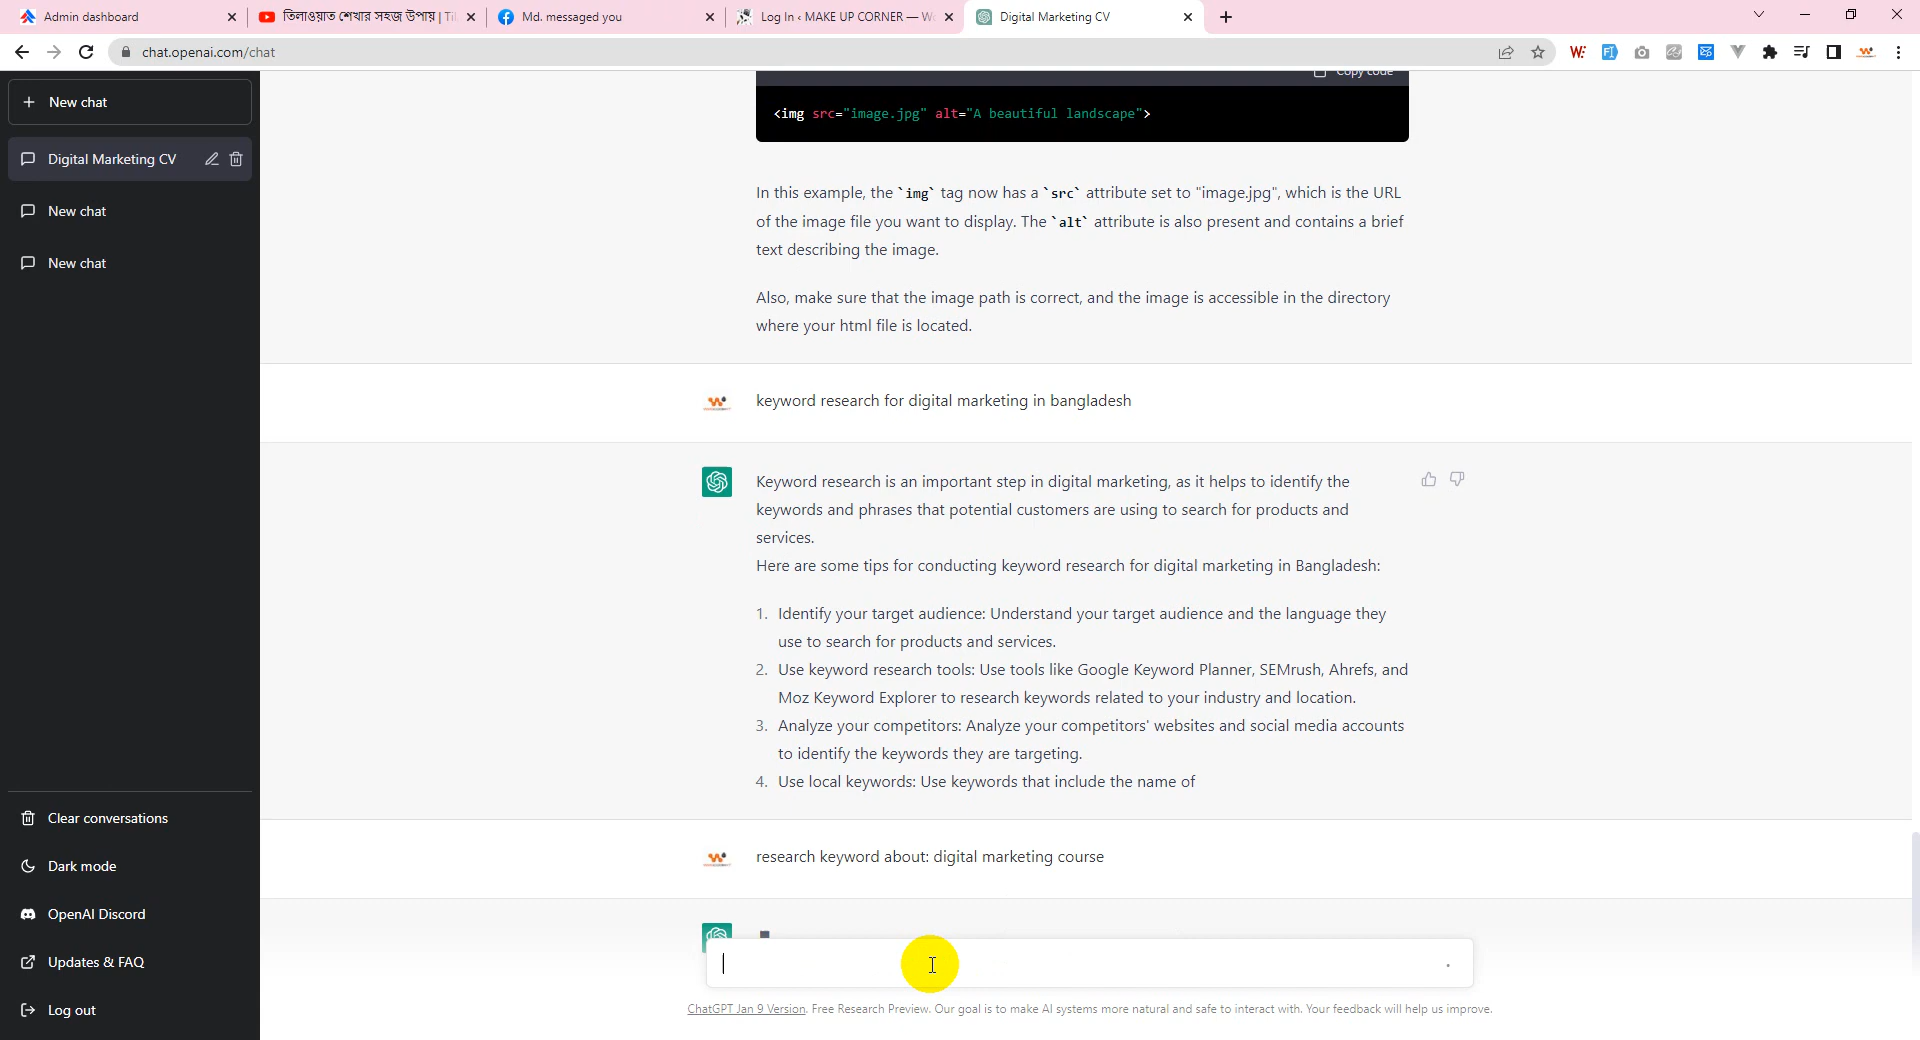 Admin dashboard
তিলাওয়াত শেখার সহজ উপায় | Til
Md. messaged you
Log In ‹ MAKE UP CORNER — Wo
Digital Marketing CV
chat.openai.com/chat
New chat
Digital Marketing CV
New chat
New chat
Clear conversations
Dark mode
OpenAI Discord
Updates & FAQ
Log out
Copy code
<img src="image.jpg" alt="A beautiful landscape">
In this example, the `img` tag now has a `src` attribute set to "image.jpg", which is the URL
of the image file you want to display. The `alt` attribute is also present and contains a brief
text describing the image.
Also, make sure that the image path is correct, and the image is accessible in the directory
where your html file is located.
keyword research for digital marketing in bangladesh
Keyword research is an important step in digital marketing, as it helps to identify the
keywords and phrases that potential customers are using to search for products and
services.
Here are some tips for conducting keyword research for digital marketing in Bangladesh:
1. Identify your target audience: Understand your target audience and the language they
use to search for products and services.
2. Use keyword research tools: Use tools like Google Keyword Planner, SEMrush, Ahrefs, and
Moz Keyword Explorer to research keywords related to your industry and location.
3. Analyze your competitors: Analyze your competitors' websites and social media accounts
to identify the keywords they are targeting.
4. Use local keywords: Use keywords that include the name of
research keyword about: digital marketing course
ChatGPT Jan 9 Version. Free Research Preview. Our goal is to make AI systems more natural and safe to interact with. Your feedback will help us improve.